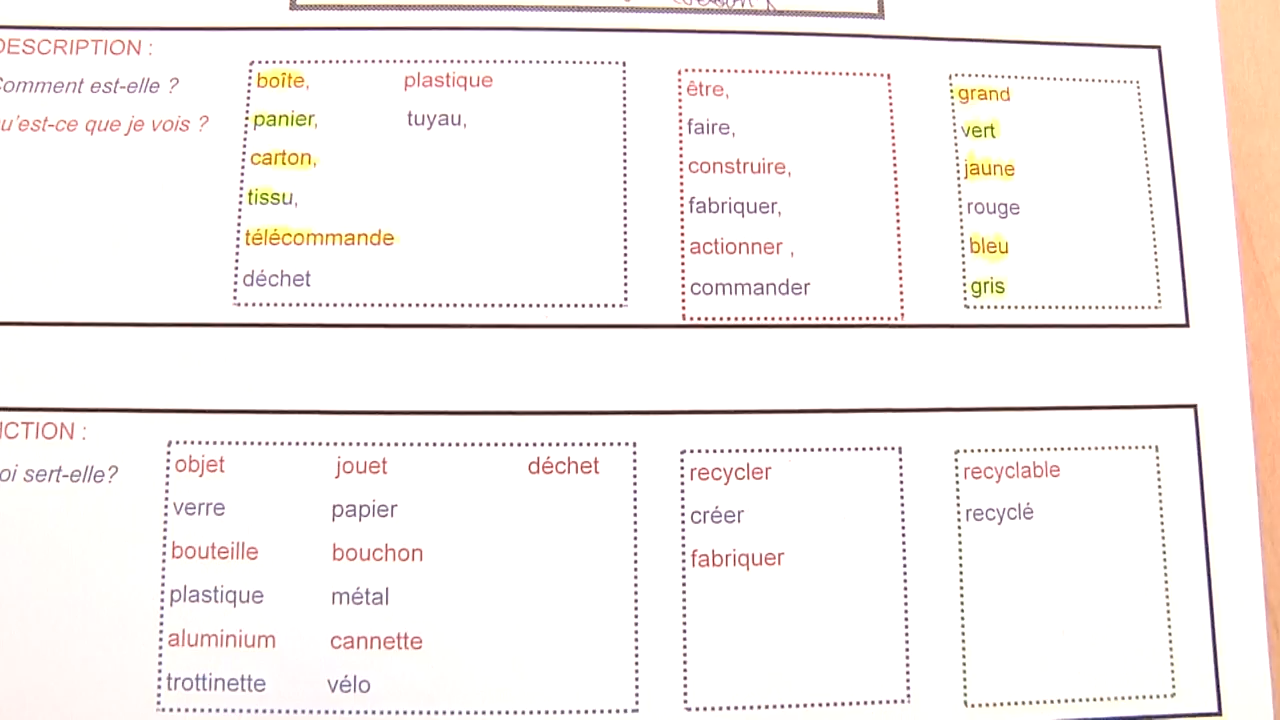 DESCRIPTION :
Comment est-elle ?
qu'est-ce que je vois ?
boîte, plastique
panier, tuyau,
carton,
tissu,
télécommande
déchet
être,
faire,
construire,
fabriquer,
actionner ,
commander
grand
vert
jaune
rouge
bleu
gris
CTION :
oi sert-elle?
objet jouet déchet
verre papier
bouteille bouchon
plastique métal
aluminium cannette
trottinette vélo
recycler
créer
fabriquer
recyclable
recyclé